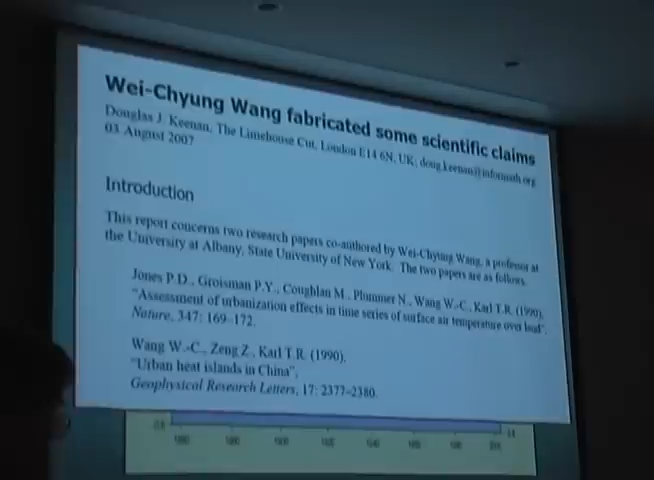 Wei-Chyung Wang fabricated some scientific claims
Douglas J. Keenan, The Limehouse Cut, London E14 6N, UK; doug.keenan@informath.org
03 August 2007
Introduction
This report concerns two research papers co-authored by Wei-Chyung Wang, a professor at
the University at Albany, State University of New York. The two papers are as follows.
Jones P.D., Groisman P.Y., Coughlan M., Plummer N., Wang W.-C., Karl T.R. (1990),
"Assessment of urbanization effects in time series of surface air temperature over land",
Nature, 347: 169–172.
Wang W.-C., Zeng Z., Karl T.R. (1990),
"Urban heat islands in China",
Geophysical Research Letters, 17: 2377–2380.